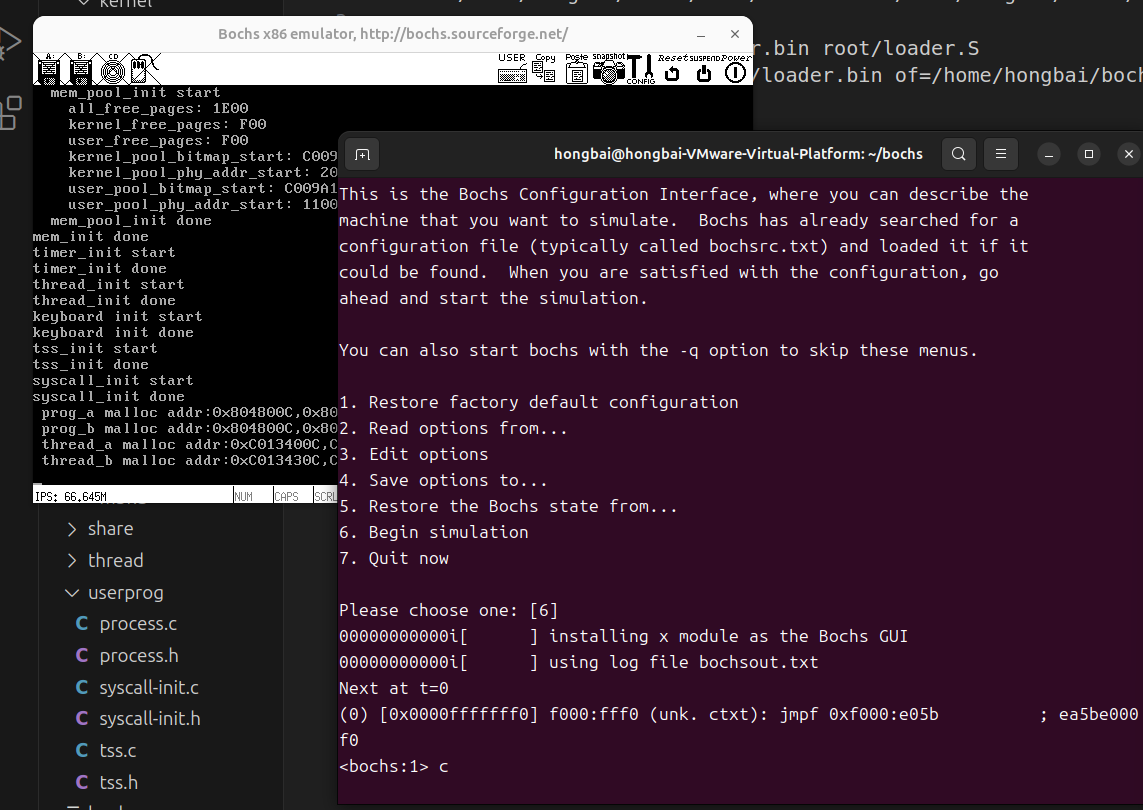 kernel
Bochs x86 emulator, http://bochs.sourceforge.net/
A: B: CD USER Copy Paste snapshot CONFIG Reset SUSPEND Power
r.bin root/loader.S
/loader.bin of=/home/hongbai/boch
mem_pool_init start
all_free_pages: 1E00
kernel_free_pages: F00
user_free_pages: F00
kernel_pool_bitmap_start: C009
kernel_pool_phy_addr_start: 20
user_pool_bitmap_start: C009A1
user_pool_phy_addr_start: 1100
mem_pool_init done
mem_init done
timer_init start
timer_init done
thread_init start
thread_init done
keyboard init start
keyboard init done
tss_init start
tss_init done
syscall_init start
syscall_init done
prog_a malloc addr:0x804800C,0x80
prog_b malloc addr:0x804800C,0x80
thread_a malloc addr:0xC013400C,C
thread_b malloc addr:0xC013430C,C
IPS: 66.645M NUM CAPS SCRL
share
thread
userprog
C process.c
C process.h
C syscall-init.c
C syscall-init.h
C tss.c
C tss.h
hongbai@hongbai-VMware-Virtual-Platform: ~/bochs
This is the Bochs Configuration Interface, where you can describe the
machine that you want to simulate.  Bochs has already searched for a
configuration file (typically called bochsrc.txt) and loaded it if it
could be found.  When you are satisfied with the configuration, go
ahead and start the simulation.
You can also start bochs with the -q option to skip these menus.
1. Restore factory default configuration
2. Read options from...
3. Edit options
4. Save options to...
5. Restore the Bochs state from...
6. Begin simulation
7. Quit now
Please choose one: [6]
00000000000i[      ] installing x module as the Bochs GUI
00000000000i[      ] using log file bochsout.txt
Next at t=0
(0) [0x0000fffffff0] f000:fff0 (unk. ctxt): jmpf 0xf000:e05b          ; ea5be000
f0
<bochs:1> c